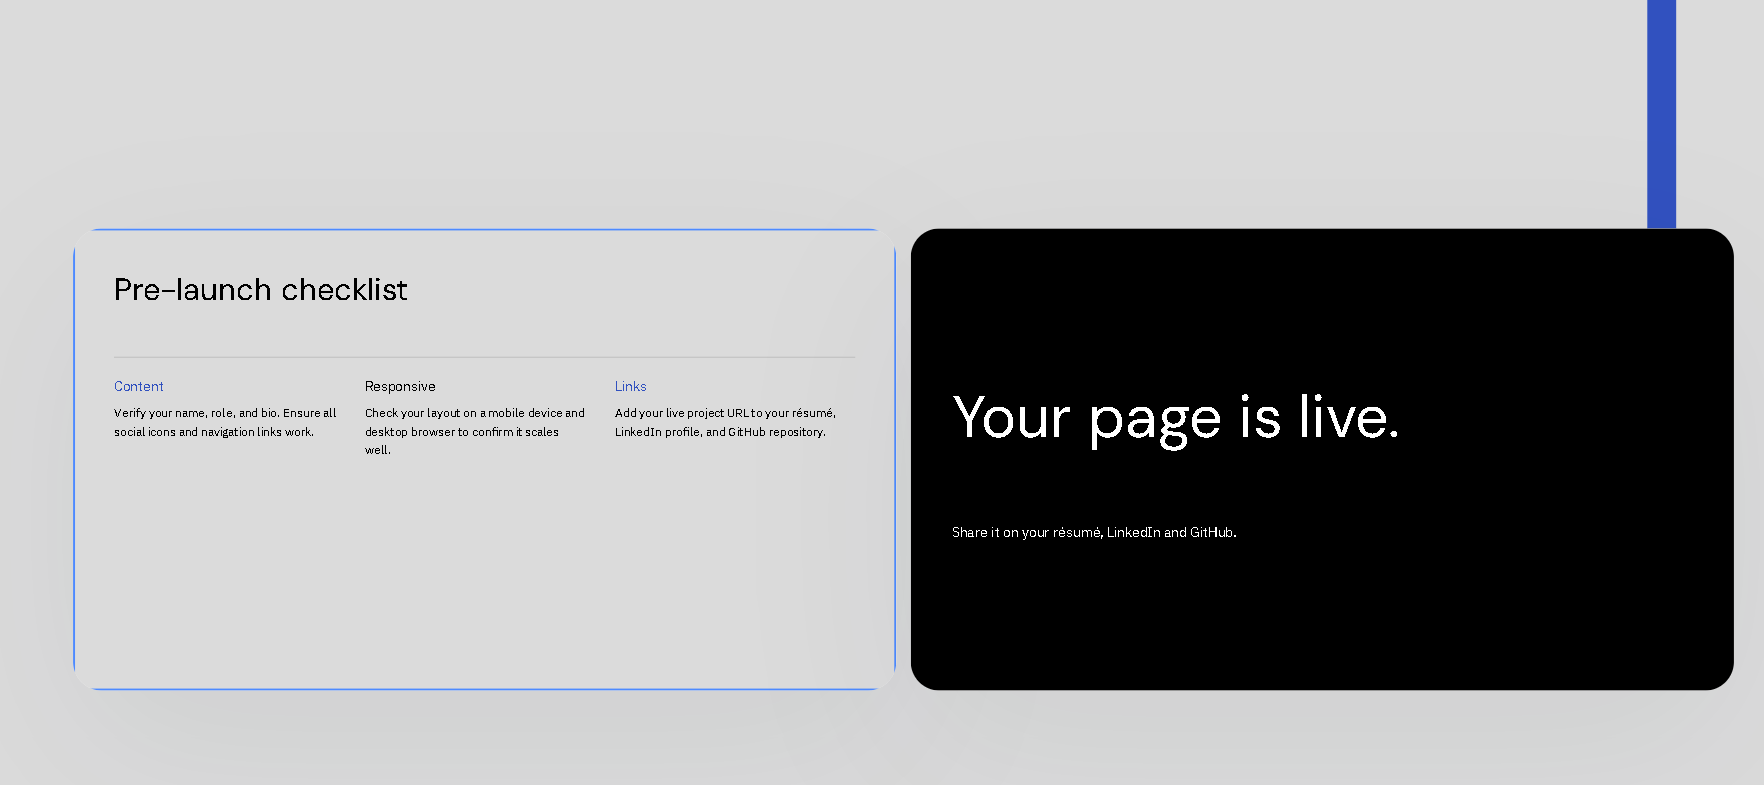 Pre-launch checklist
Content
Verify your name, role, and bio. Ensure all
social icons and navigation links work.
Responsive
Check your layout on a mobile device and
desktop browser to confirm it scales
well.
Links
Add your live project URL to your résumé,
LinkedIn profile, and GitHub repository.
Your page is live.
Share it on your résumé, LinkedIn and GitHub.